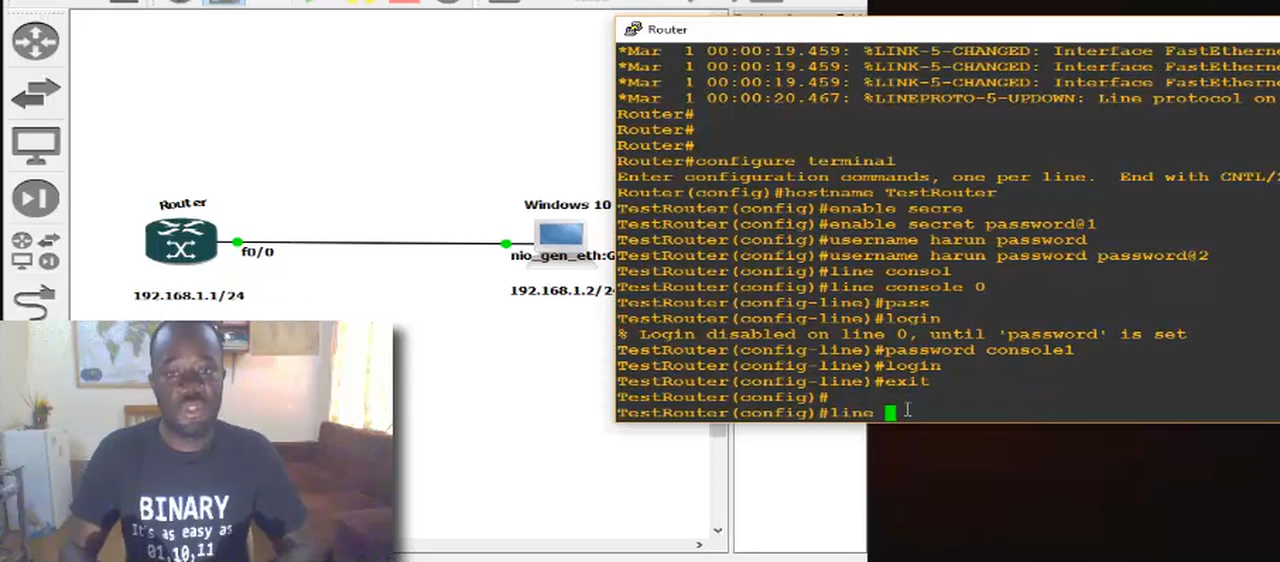 Router
f0/0
192.168.1.1/24
Windows 10
nio_gen_eth:G
192.168.1.2/24
BINARY
It's as easy as
01,10,11
Router
*Mar  1 00:00:19.459: %LINK-5-CHANGED: Interface FastEtherne
*Mar  1 00:00:19.459: %LINK-5-CHANGED: Interface FastEtherne
*Mar  1 00:00:19.459: %LINK-5-CHANGED: Interface FastEtherne
*Mar  1 00:00:20.467: %LINEPROTO-5-UPDOWN: Line protocol on
Router#
Router#
Router#
Router#configure terminal
Enter configuration commands, one per line.  End with CNTL/
Router(config)#hostname TestRouter
TestRouter(config)#enable secre
TestRouter(config)#enable secret password@1
TestRouter(config)#username harun password
TestRouter(config)#username harun password password@2
TestRouter(config)#line consol
TestRouter(config)#line console 0
TestRouter(config-line)#pass
TestRouter(config-line)#login
% Login disabled on line 0, until 'password' is set
TestRouter(config-line)#password console1
TestRouter(config-line)#login
TestRouter(config-line)#exit
TestRouter(config)#
TestRouter(config)#line